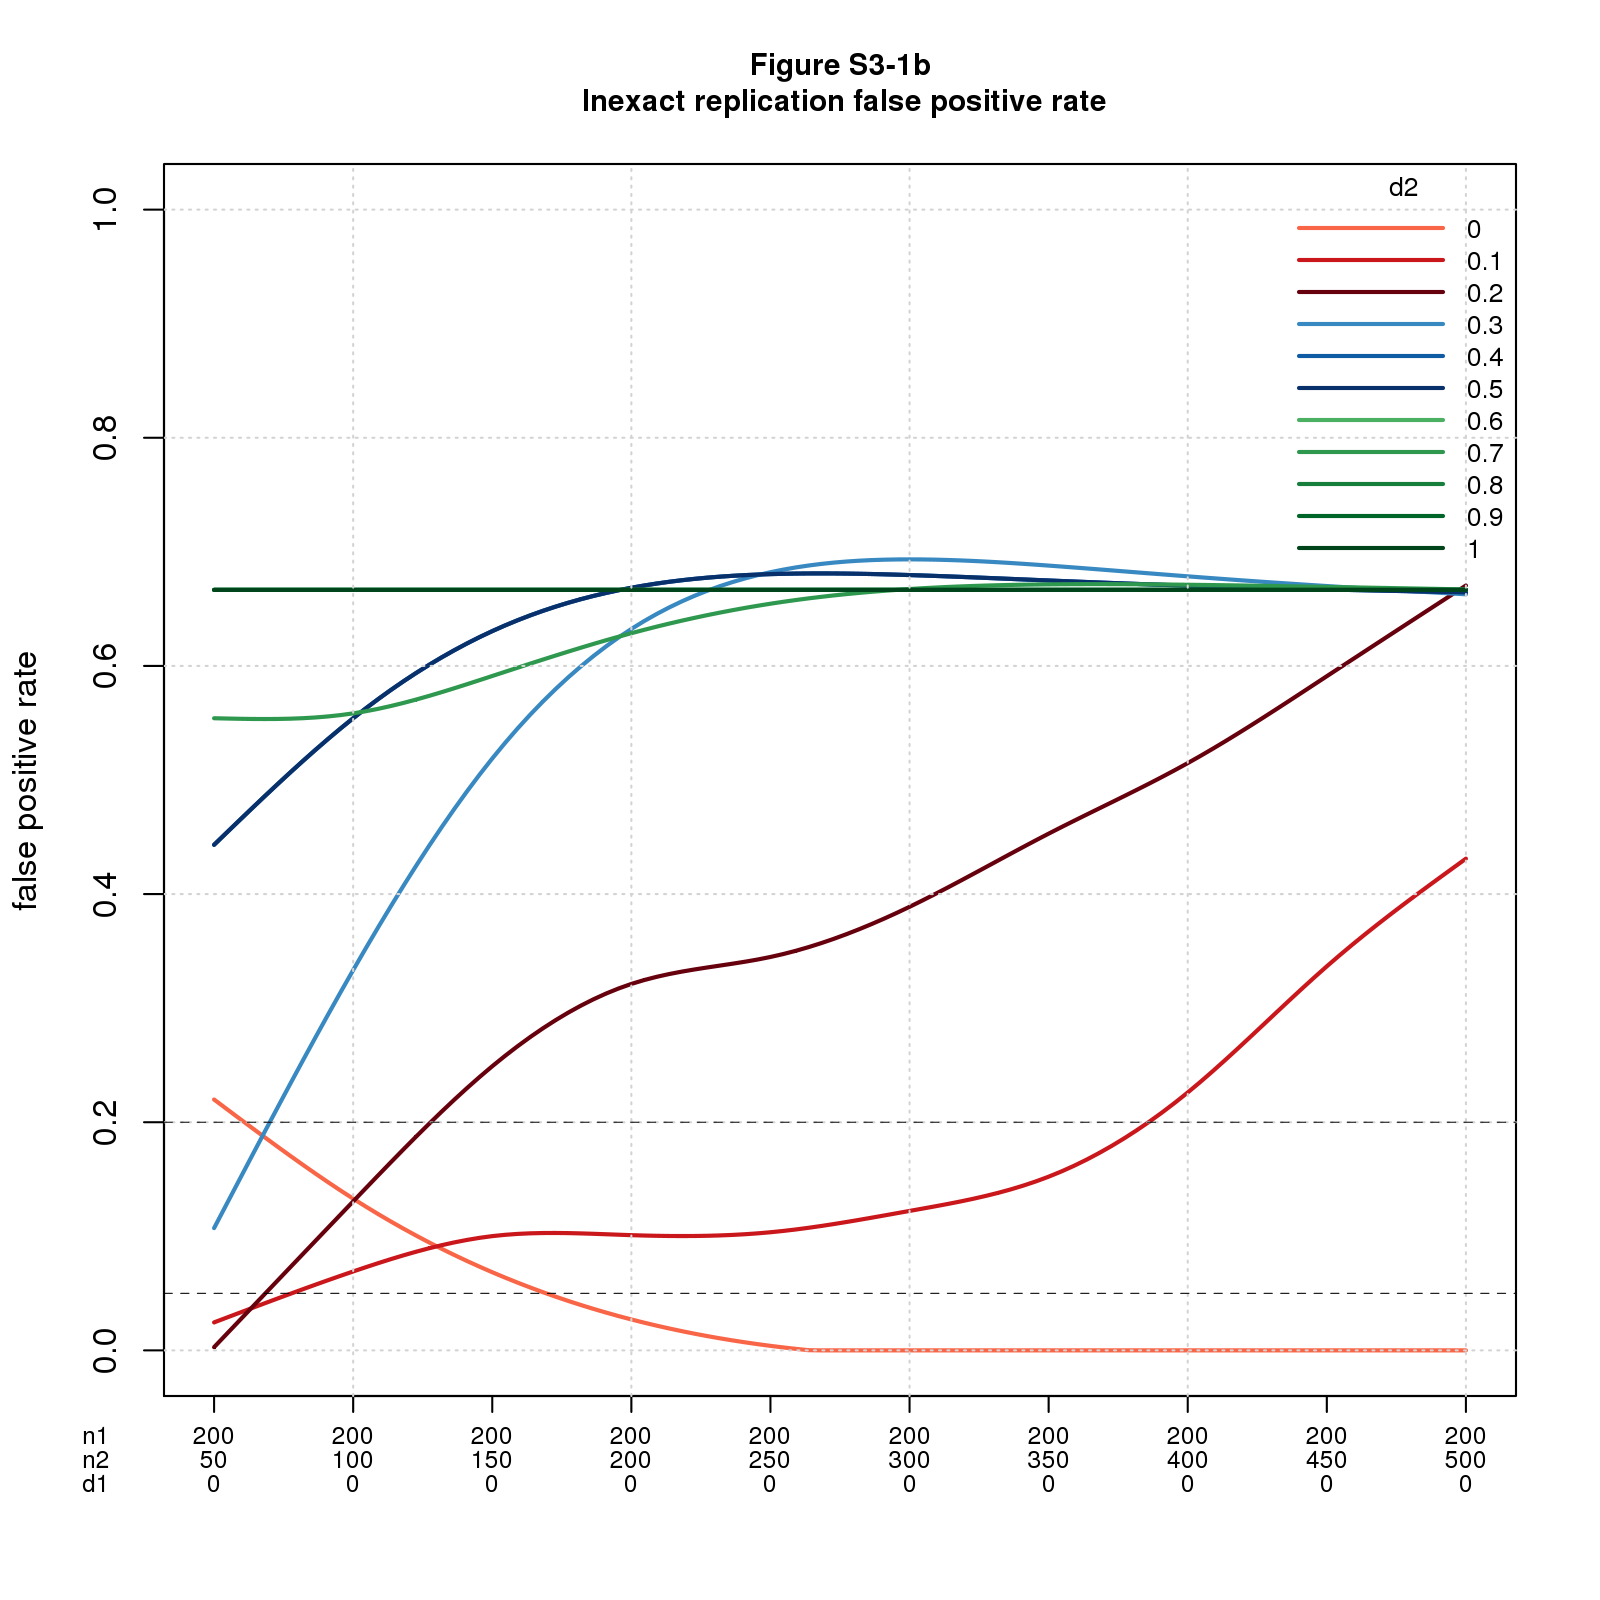 Figure S3-1b
Inexact replication false positive rate
false positive rate
1.0
0.8
0.6
0.4
0.2
0.0
d2
0
0.1
0.2
0.3
0.4
0.5
0.6
0.7
0.8
0.9
1
n1 200 200 200 200 200 200 200 200 200 200
n2 50 100 150 200 250 300 350 400 450 500
d1 0 0 0 0 0 0 0 0 0 0